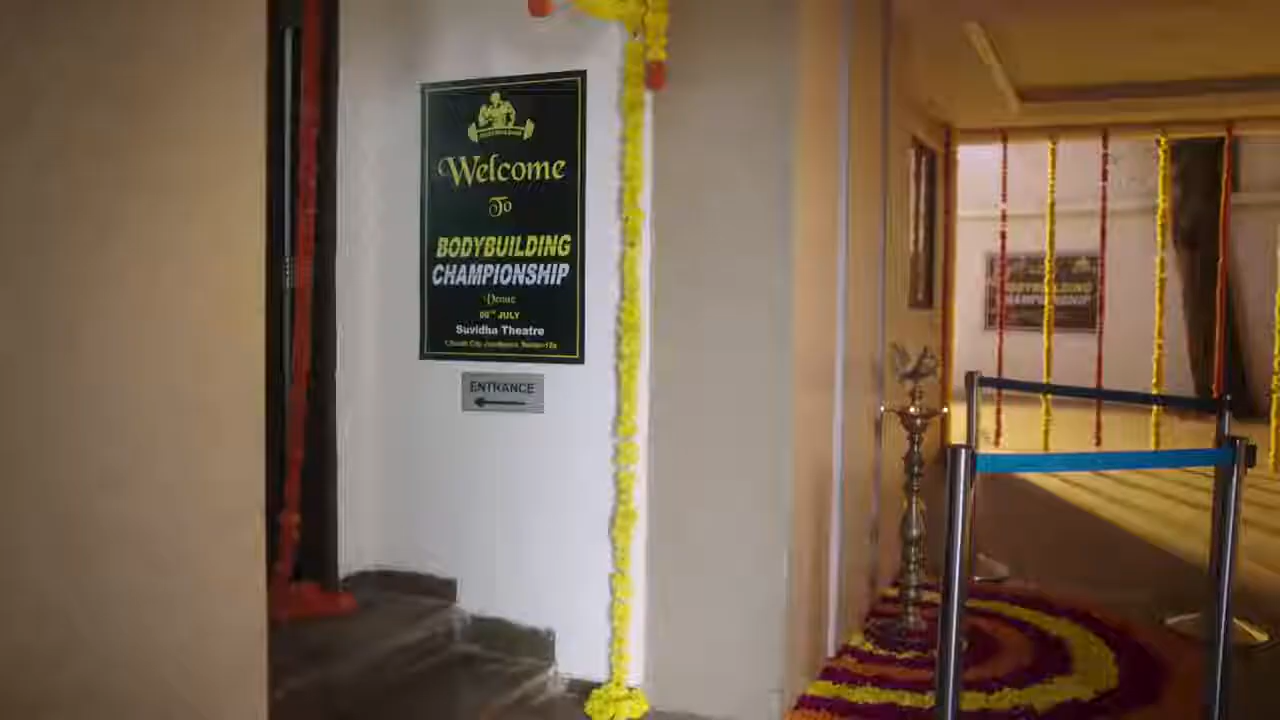 Welcome
To
BODYBUILDING
CHAMPIONSHIP
Venue
JULY
Suvidha Theatre
ENTRANCE
BODYBUILDING
CHAMPIONSHIP